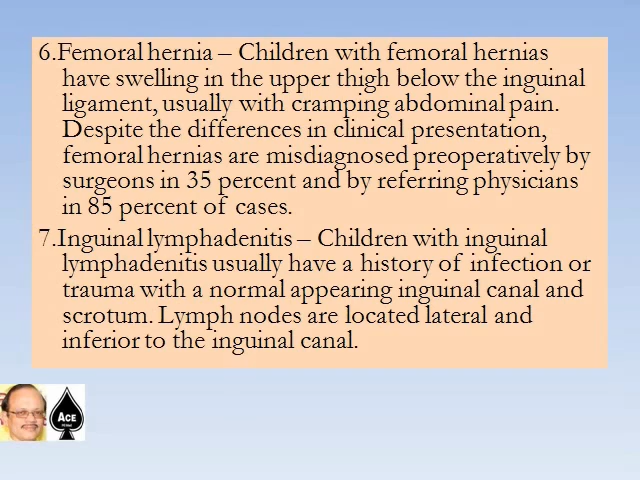 6.Femoral hernia – Children with femoral hernias
have swelling in the upper thigh below the inguinal
ligament, usually with cramping abdominal pain.
Despite the differences in clinical presentation,
femoral hernias are misdiagnosed preoperatively by
surgeons in 35 percent and by referring physicians
in 85 percent of cases.
7.Inguinal lymphadenitis – Children with inguinal
lymphadenitis usually have a history of infection or
trauma with a normal appearing inguinal canal and
scrotum. Lymph nodes are located lateral and
inferior to the inguinal canal.
ACE